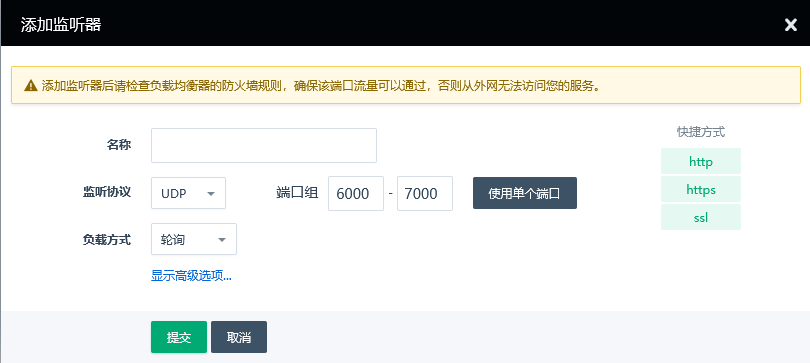 添加监听器
添加监听器后请检查负载均衡器的防火墙规则，确保该端口流量可以通过，否则从外网无法访问您的服务。
名称
快捷方式
http
监听协议 UDP 端口组 6000 - 7000 使用单个端口
https
ssl
负载方式 轮询
显示高级选项...
提交 取消